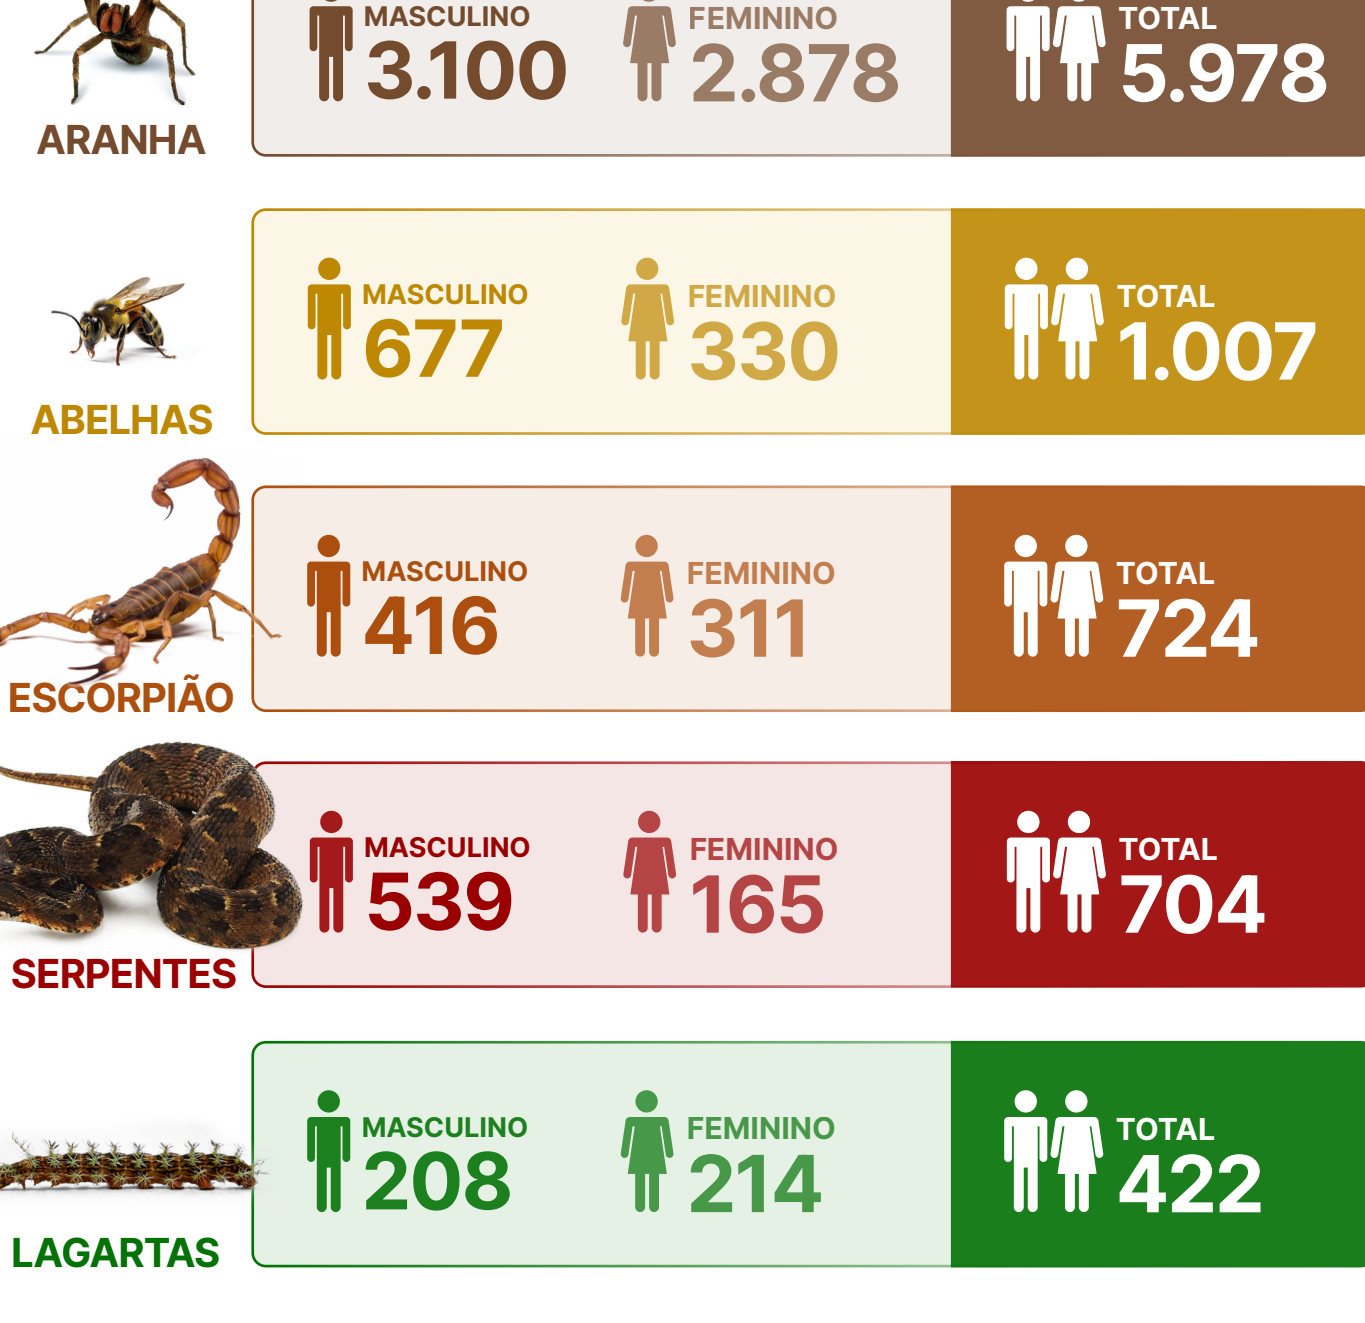 MASCULINO
3.100
FEMININO
2.878
TOTAL
5.978
ARANHA
MASCULINO
677
FEMININO
330
TOTAL
1.007
ABELHAS
MASCULINO
416
FEMININO
311
TOTAL
724
ESCORPIÃO
MASCULINO
539
FEMININO
165
TOTAL
704
SERPENTES
MASCULINO
208
FEMININO
214
TOTAL
422
LAGARTAS